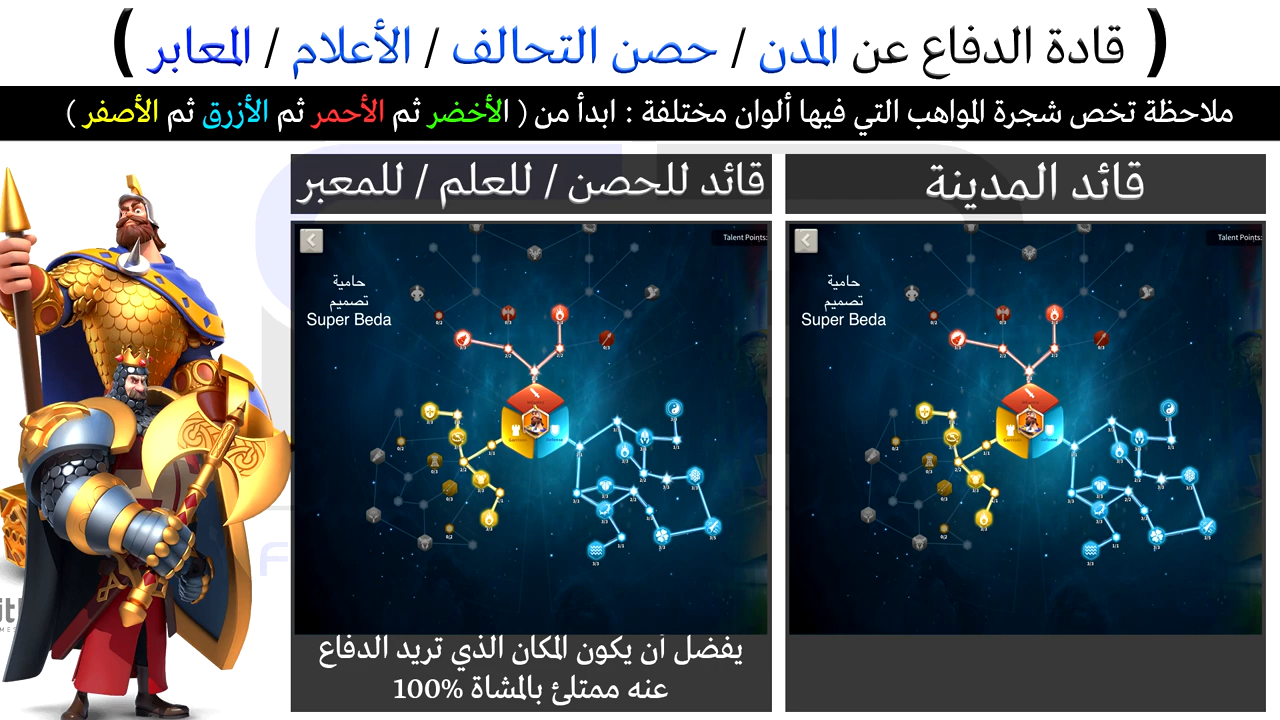 ( قادة الدفاع عن المدن / حصن التحالف / الأعلام / المعابر )
ملاحظة تخص شجرة المواهب التي فيها ألوان مختلفة : ابدأ من ( الأخضر ثم الأحمر ثم الأزرق ثم الأصفر )
قائد المدينة
Talent Points:
حامية
تصميم
Super Beda
قائد للحصن / للعلم / للمعبر
Talent Points:
حامية
تصميم
Super Beda
يفضل أن يكون المكان الذي تريد الدفاع
عنه ممتلئ بالمشاة 100%